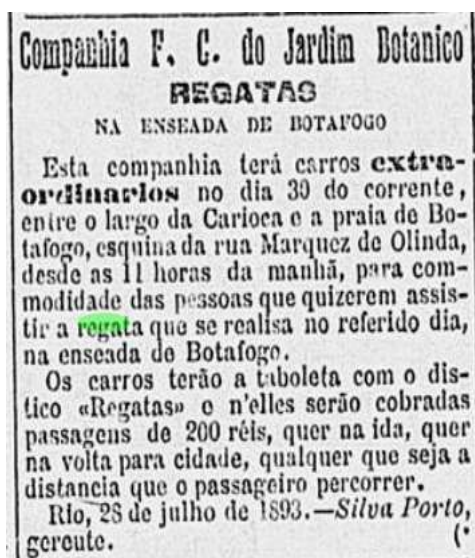 Companhia F. C. do Jardim Botanico
REGATAS
NA ENSEADA DE BOTAFOGO
Esta companhia terá carros extra-
ordinarios no dia 30 do corrente,
entre o largo da Carioca e a praia de Bo-
tafogo, esquina da rua Marquez de Olinda,
desde as 11 horas da manhã, para com-
modidade das pessoas que quizerem assis-
tir a regata que se realisa no referido dia,
na enseada de Botafogo.
Os carros terão a taboleta com o dis-
tico «Regatas» e n'elles serão cobradas
passagens de 200 réis, quer na ida, quer
na volta para cidade, qualquer que seja a
distancia que o passageiro percorrer.
Rio, 28 de julho de 1893.—Silva Porto,
gerente. (·